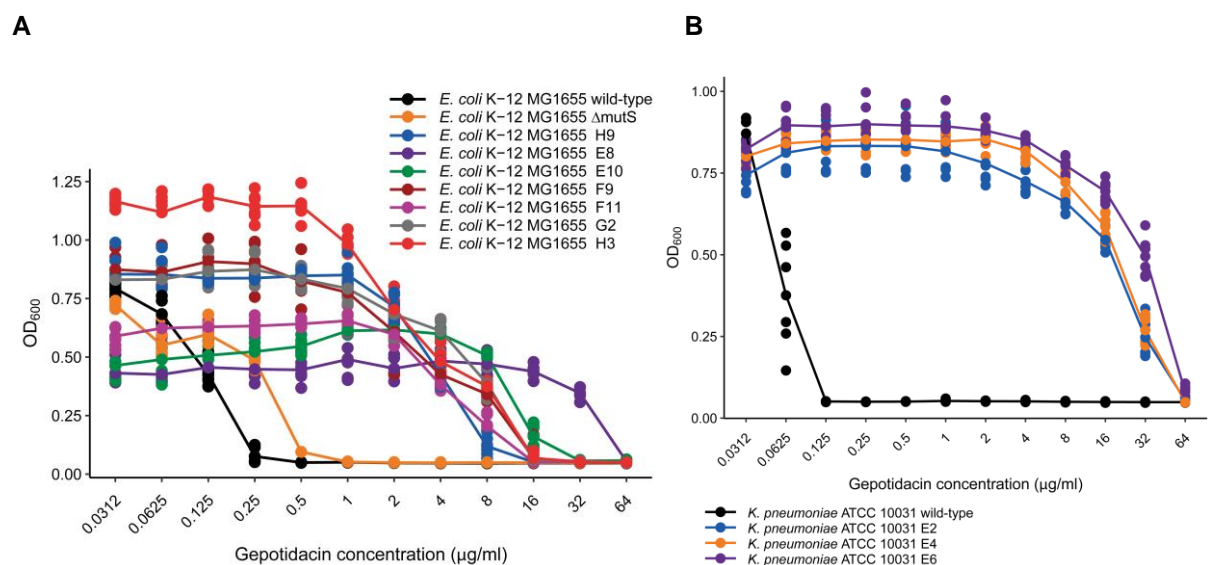 A
E. coli K−12 MG1655 wild−type
E. coli K−12 MG1655 ΔmutS
E. coli K−12 MG1655 H9
E. coli K−12 MG1655 E8
E. coli K−12 MG1655 E10
E. coli K−12 MG1655 F9
E. coli K−12 MG1655 F11
E. coli K−12 MG1655 G2
E. coli K−12 MG1655 H3
1.25
1.00
0.75
0.50
0.25
0.00
OD600
0.0312 0.0625 0.125 0.25 0.5 1 2 4 8 16 32 64
Gepotidacin concentration (µg/ml)
B
1.00
0.75
0.50
0.25
0.00
OD600
0.0312 0.0625 0.125 0.25 0.5 1 2 4 8 16 32 64
Gepotidacin concentration (µg/ml)
K. pneumoniae ATCC 10031 wild-type
K. pneumoniae ATCC 10031 E2
K. pneumoniae ATCC 10031 E4
K. pneumoniae ATCC 10031 E6